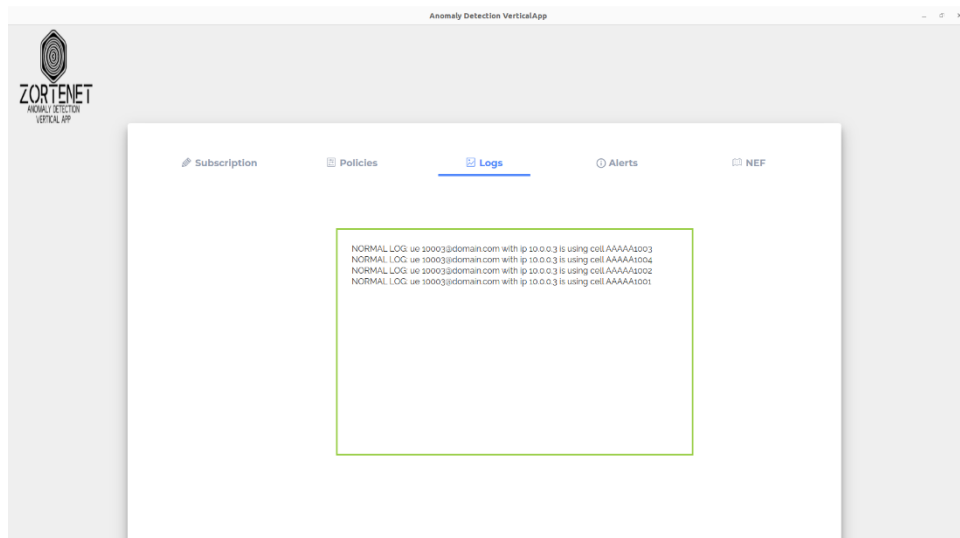 Anomaly Detection VerticalApp
ZORTENET
ANOMALY DETECTION
VERTICAL APP
Subscription
Policies
Logs
Alerts
NEF
NORMAL LOG: ue 10003@domain.com with ip 10.0.0.3 is using cell AAAAA1003
NORMAL LOG: ue 10003@domain.com with ip 10.0.0.3 is using cell AAAAA1004
NORMAL LOG: ue 10003@domain.com with ip 10.0.0.3 is using cell AAAAA1002
NORMAL LOG: ue 10003@domain.com with ip 10.0.0.3 is using cell AAAAA1001